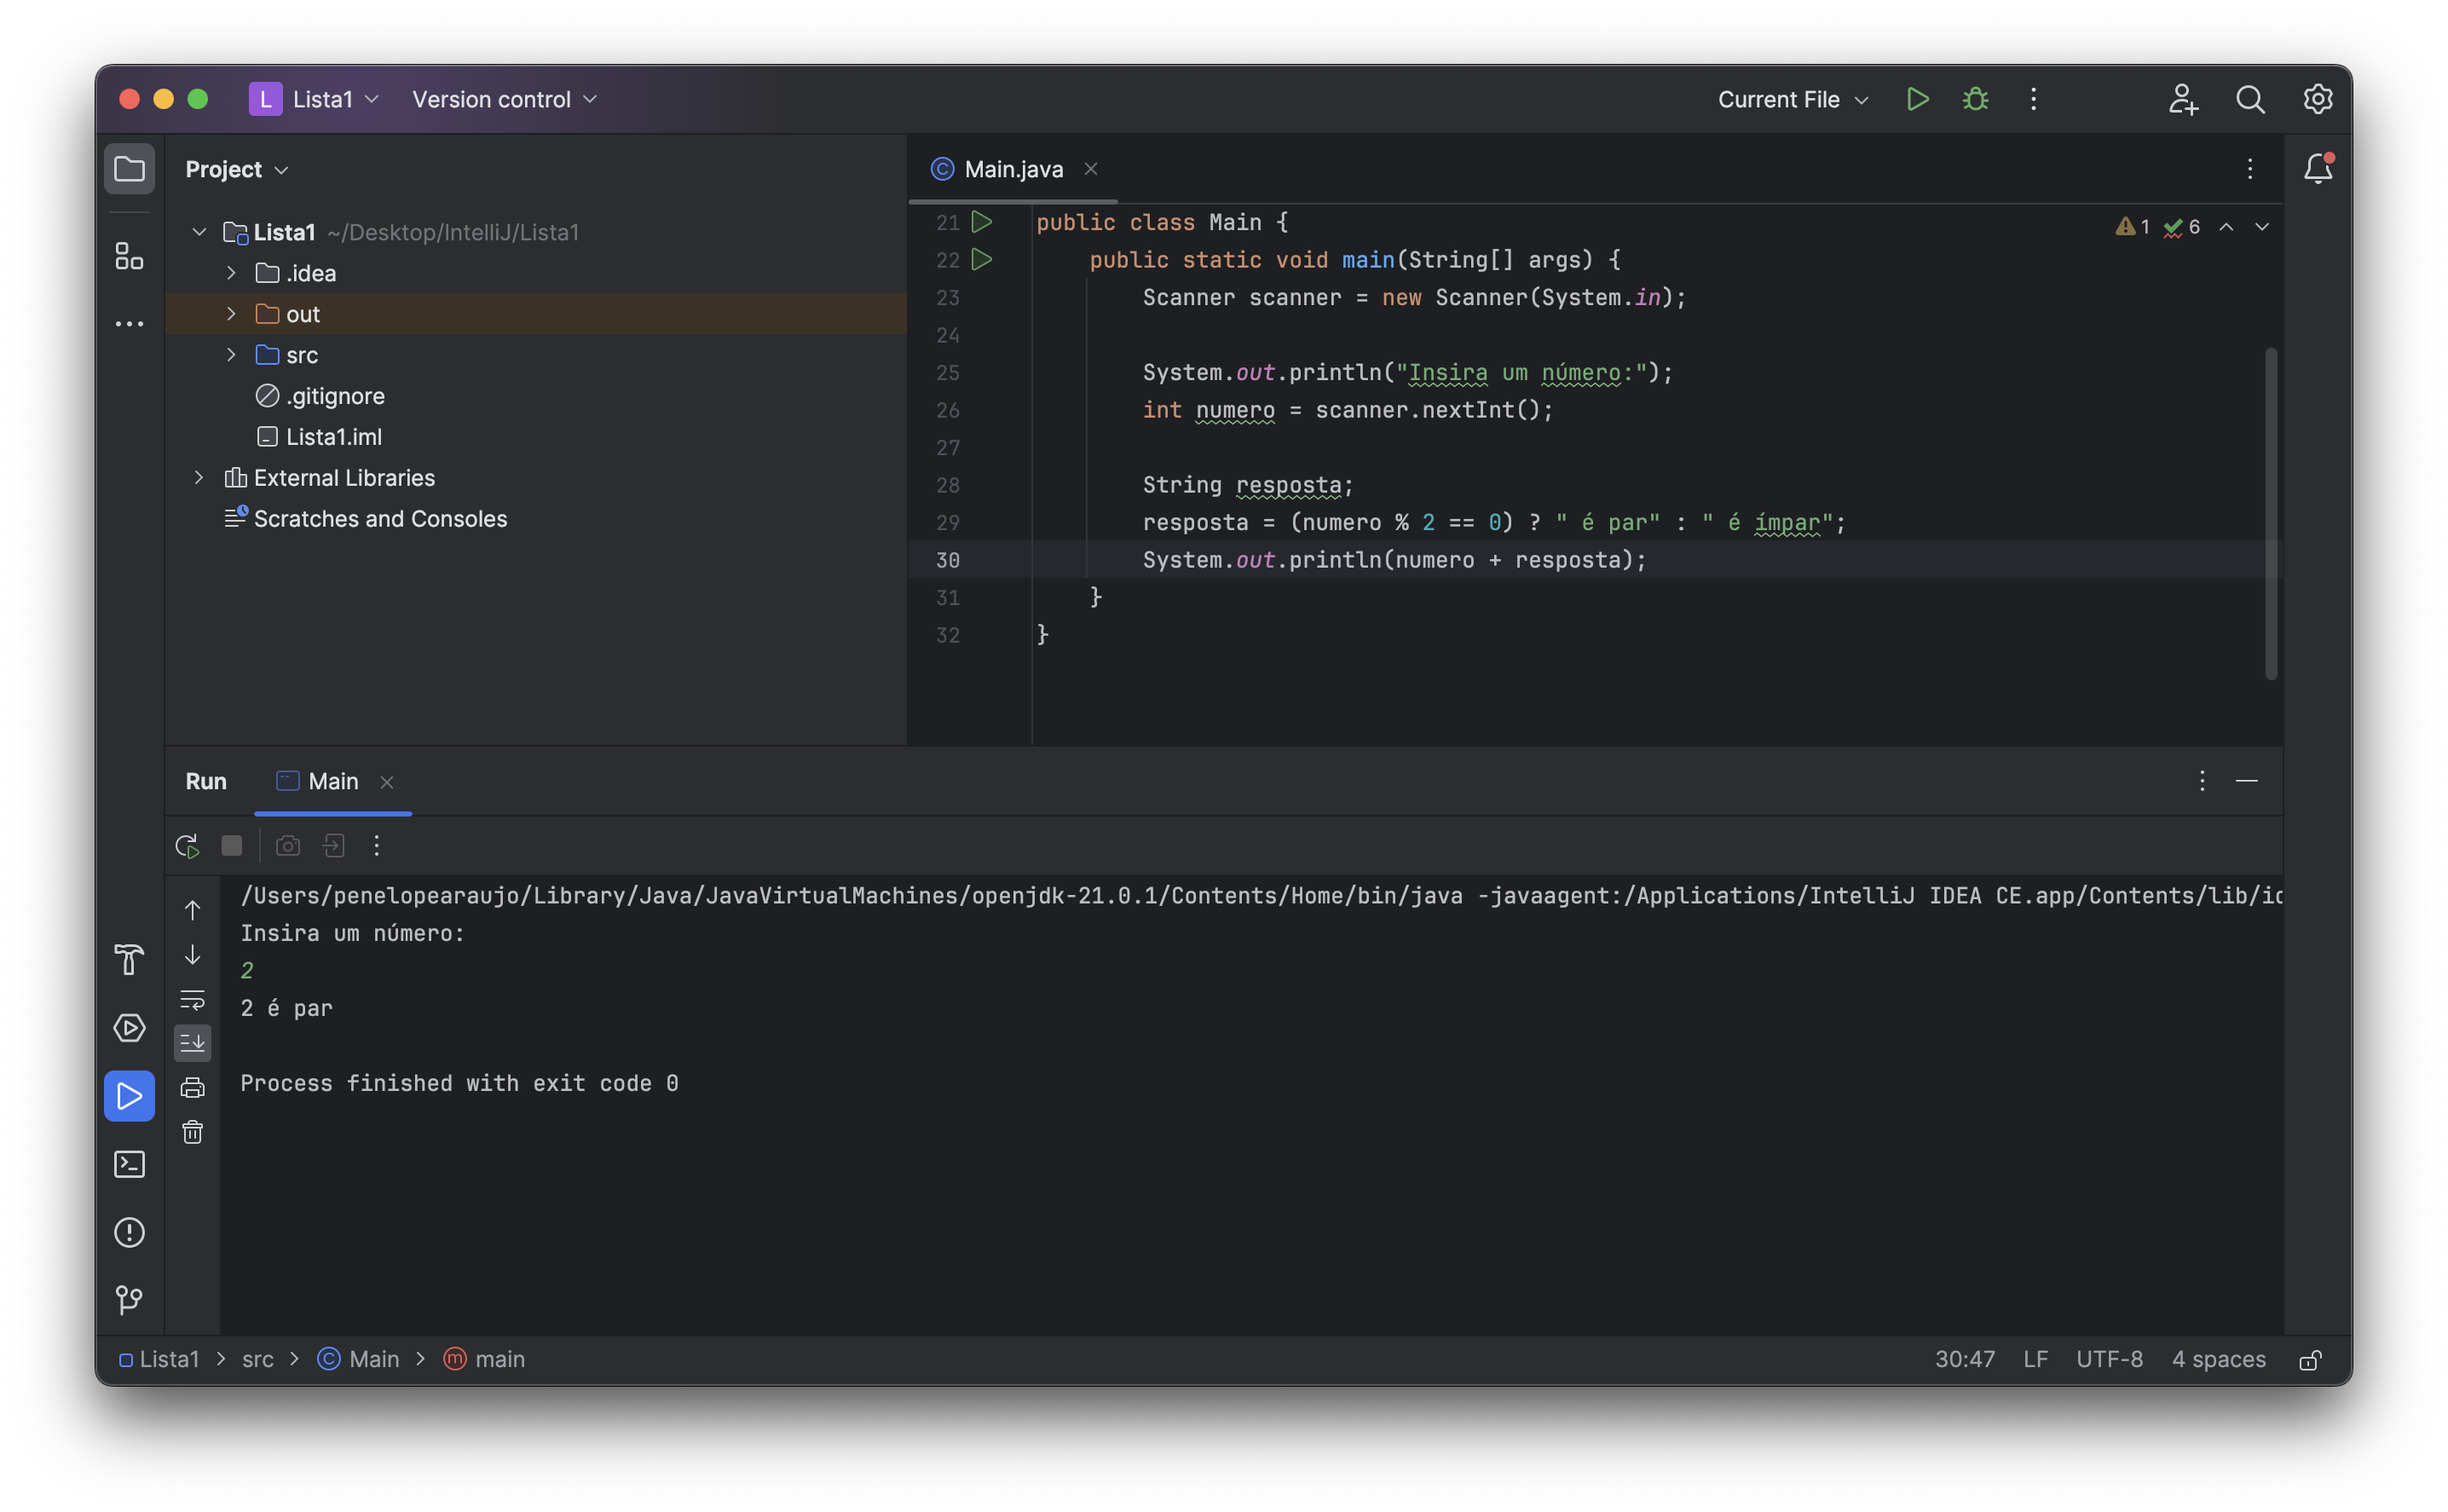 L Lista1 Version control Current File
Project
Lista1 ~/Desktop/IntelliJ/Lista1
.idea
out
src
.gitignore
Lista1.iml
External Libraries
Scratches and Consoles
Main.java
1 6
21 public class Main {
22 public static void main(String[] args) {
23 Scanner scanner = new Scanner(System.in);
24
25 System.out.println("Insira um número:");
26 int numero = scanner.nextInt();
27
28 String resposta;
29 resposta = (numero % 2 == 0) ? " é par" : " é ímpar";
30 System.out.println(numero + resposta);
31 }
32 }
Run Main
/Users/penelopearaujo/Library/Java/JavaVirtualMachines/openjdk-21.0.1/Contents/Home/bin/java -javaagent:/Applications/IntelliJ IDEA CE.app/Contents/lib/
Insira um número:
2
2 é par
Process finished with exit code 0
Lista1 > src > Main > main 30:47 LF UTF-8 4 spaces